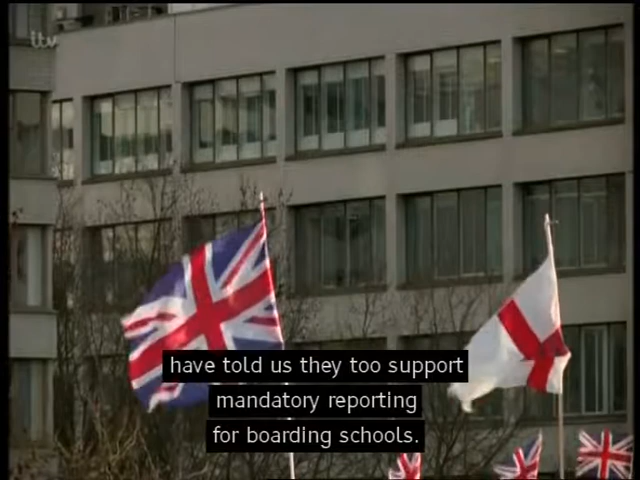 itv
have told us they too support
mandatory reporting
for boarding schools.